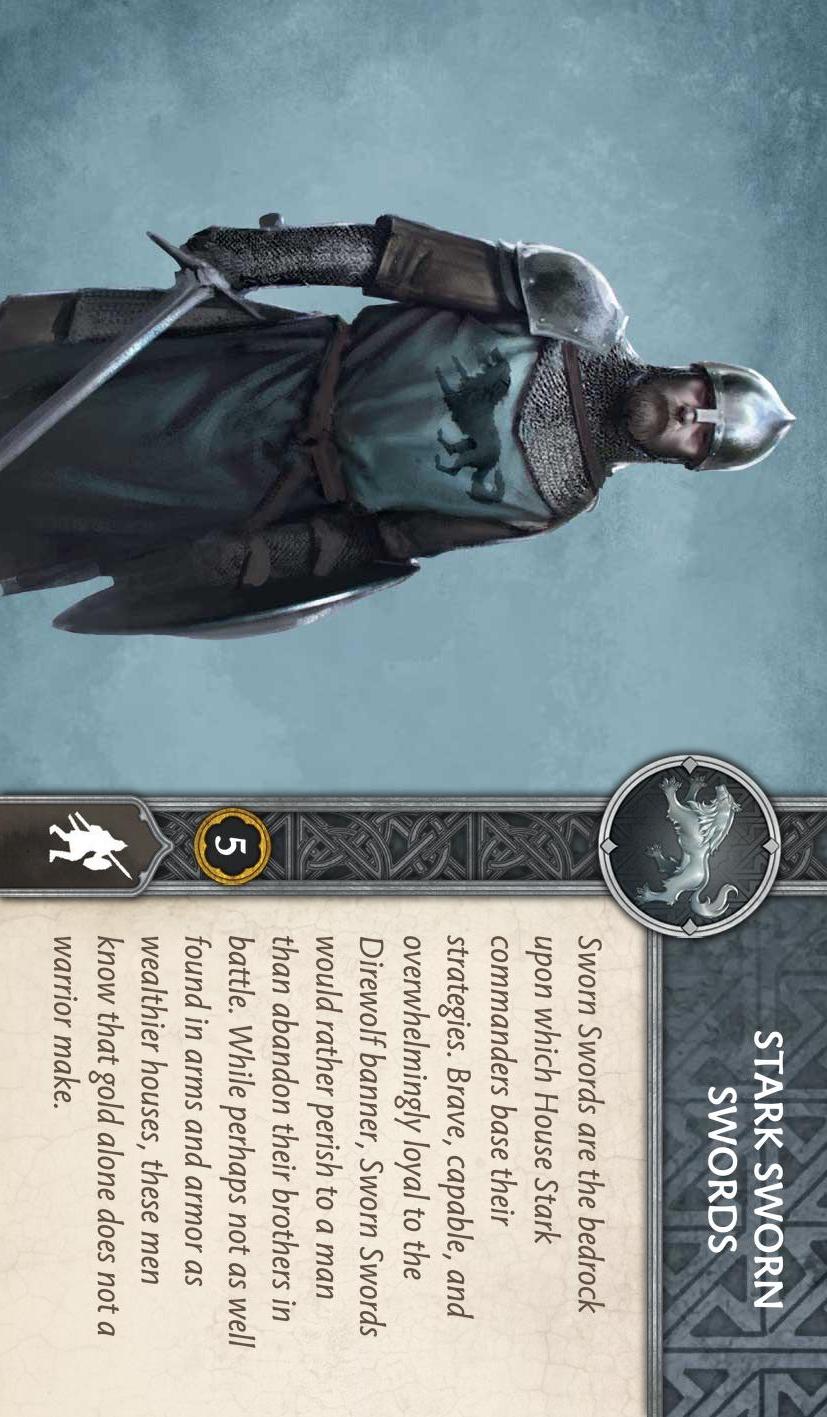 STARK SWORN
SWORDS
Sworn Swords are the bedrock
upon which House Stark
commanders base their
strategies. Brave, capable, and
overwhelmingly loyal to the
Direwolf banner, Sworn Swords
would rather perish to a man
than abandon their brothers in
battle. While perhaps not as well
found in arms and armor as
wealthier houses, these men
know that gold alone does not a
warrior make.
5